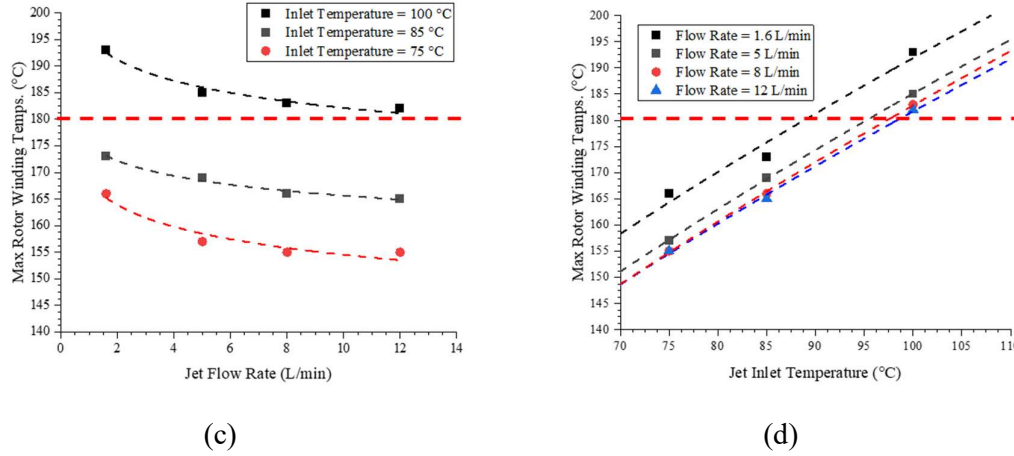 Inlet Temperature = 100 °C
Inlet Temperature = 85 °C
Inlet Temperature = 75 °C
Max Rotor Winding Temps. (°C)
200
195
190
185
180
175
170
165
160
155
150
145
140
0 2 4 6 8 10 12 14
Jet Flow Rate (L/min)
(c)
Flow Rate = 1.6 L/min
Flow Rate = 5 L/min
Flow Rate = 8 L/min
Flow Rate = 12 L/min
Max Rotor Winding Temps. (°C)
200
195
190
185
180
175
170
165
160
155
150
145
140
70 75 80 85 90 95 100 105 110
Jet Inlet Temperature (°C)
(d)